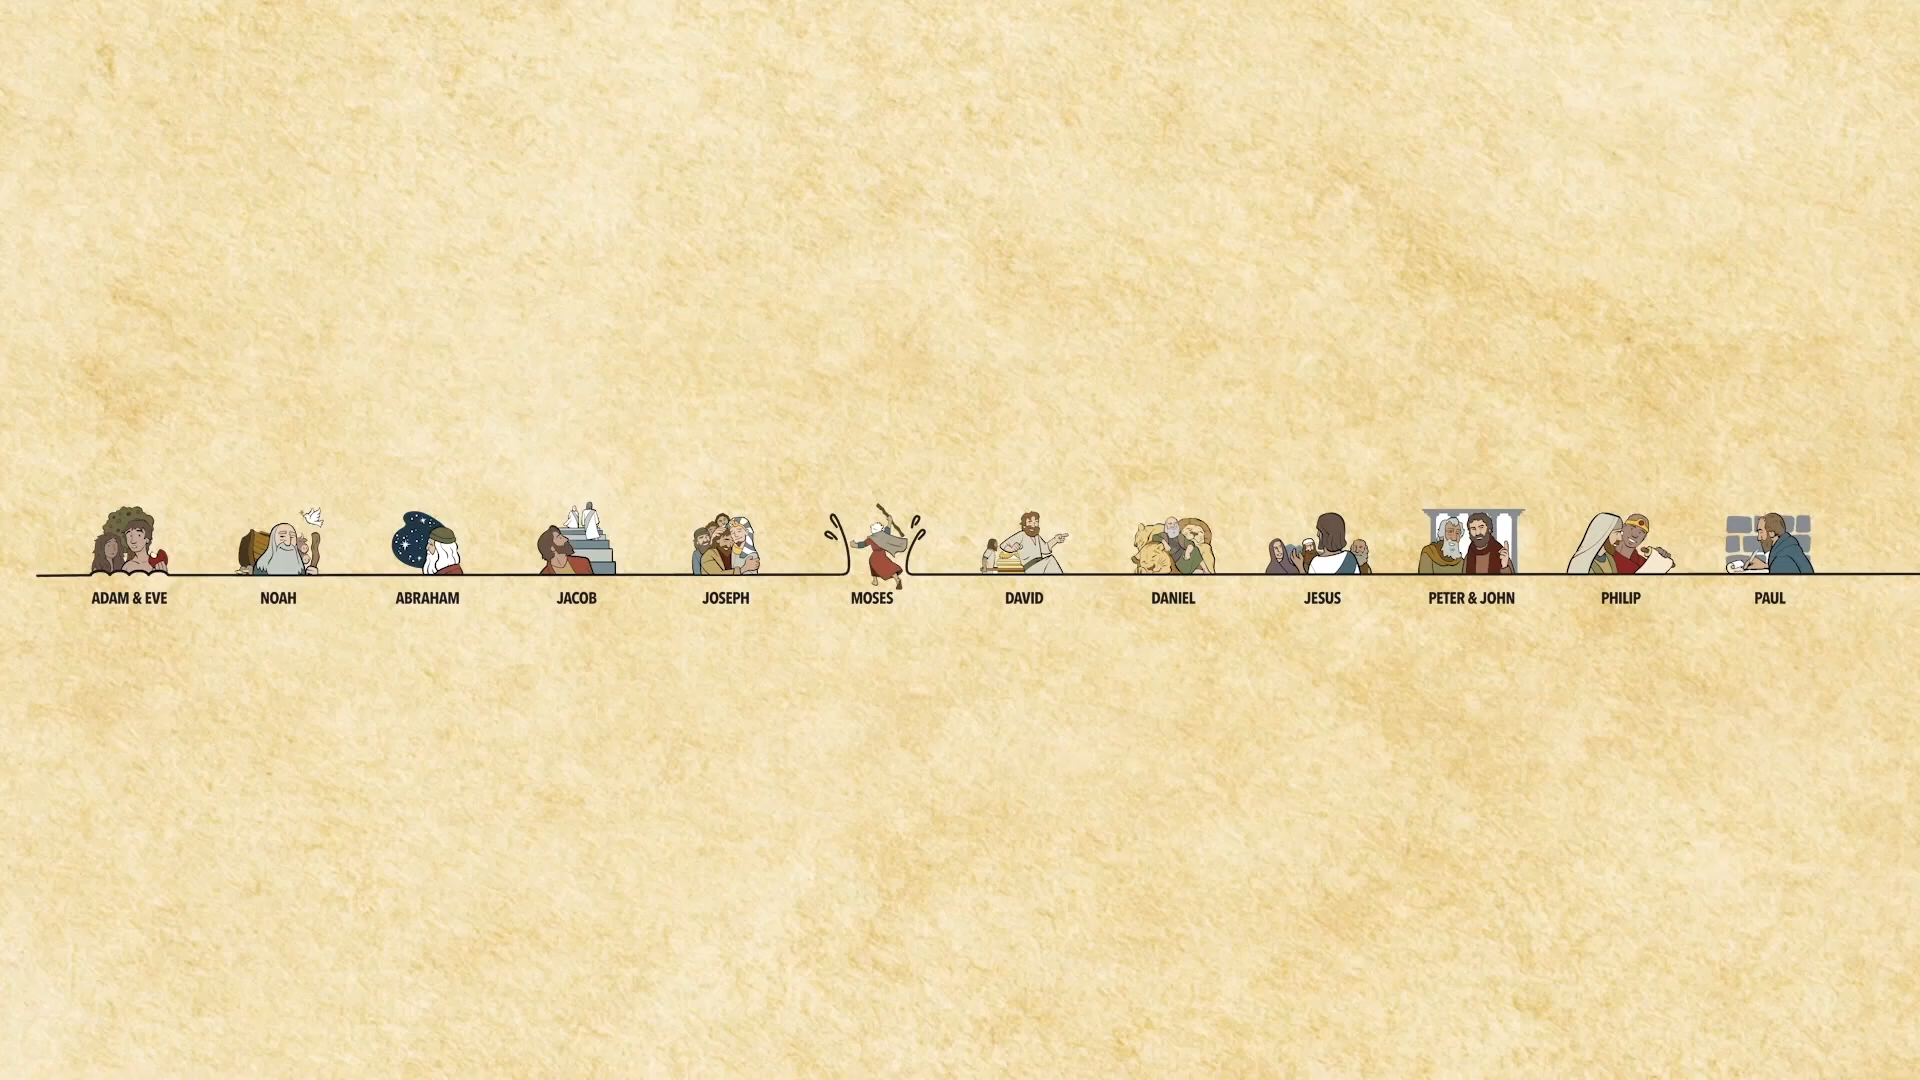 ADAM & EVE
NOAH
ABRAHAM
JACOB
JOSEPH
MOSES
DAVID
DANIEL
JESUS
PETER & JOHN
PHILIP
PAUL